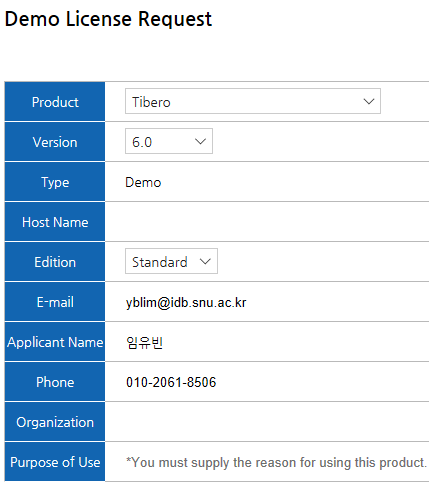 Demo License Request
Product Tibero
Version 6.0
Type Demo
Host Name
Edition Standard
E-mail yblim@idb.snu.ac.kr
Applicant Name 임유빈
Phone 010-2061-8506
Organization
Purpose of Use *You must supply the reason for using this product.